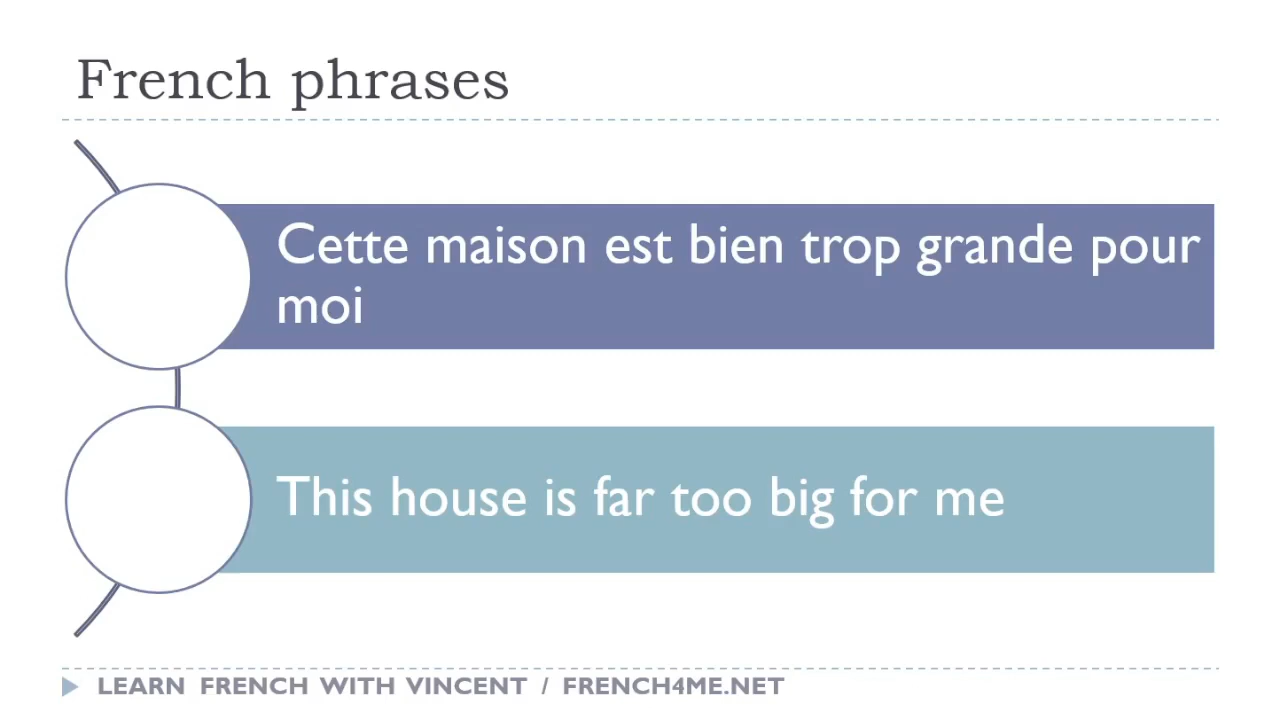 French phrases
Cette maison est bien trop grande pour
moi
This house is far too big for me
LEARN FRENCH WITH VINCENT / FRENCH4ME.NET